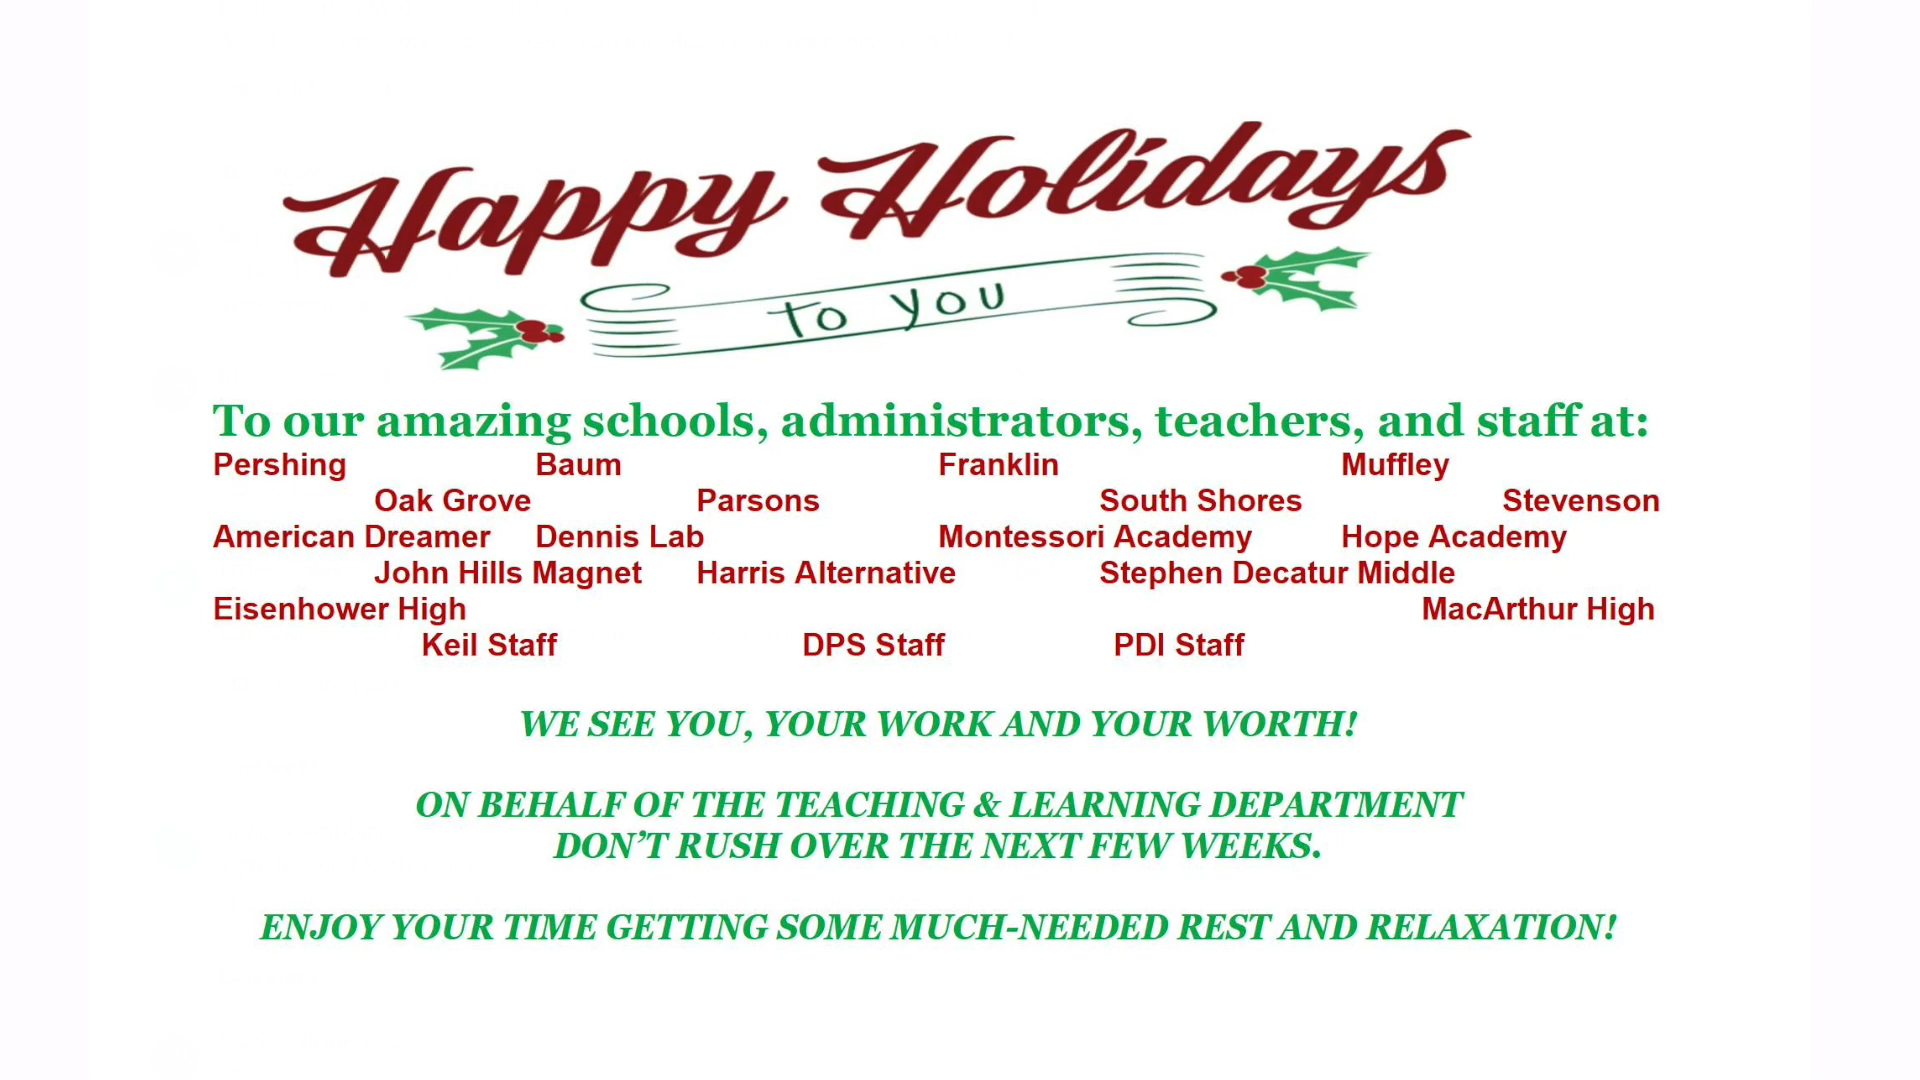 Happy Holidays
to you
To our amazing schools, administrators, teachers, and staff at:
Pershing Baum Franklin Muffley
Oak Grove Parsons South Shores Stevenson
American Dreamer Dennis Lab Montessori Academy Hope Academy
John Hills Magnet Harris Alternative Stephen Decatur Middle
Eisenhower High MacArthur High
Keil Staff DPS Staff PDI Staff
WE SEE YOU, YOUR WORK AND YOUR WORTH!
ON BEHALF OF THE TEACHING & LEARNING DEPARTMENT
DON’T RUSH OVER THE NEXT FEW WEEKS.
ENJOY YOUR TIME GETTING SOME MUCH-NEEDED REST AND RELAXATION!